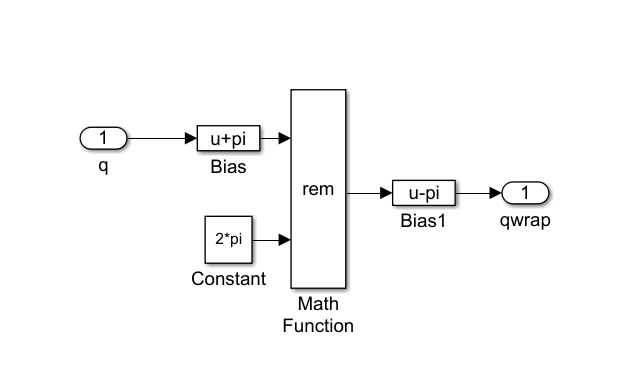 1
q
u+pi
Bias
2*pi
Constant
rem
Math
Function
u-pi
Bias1
1
qwrap